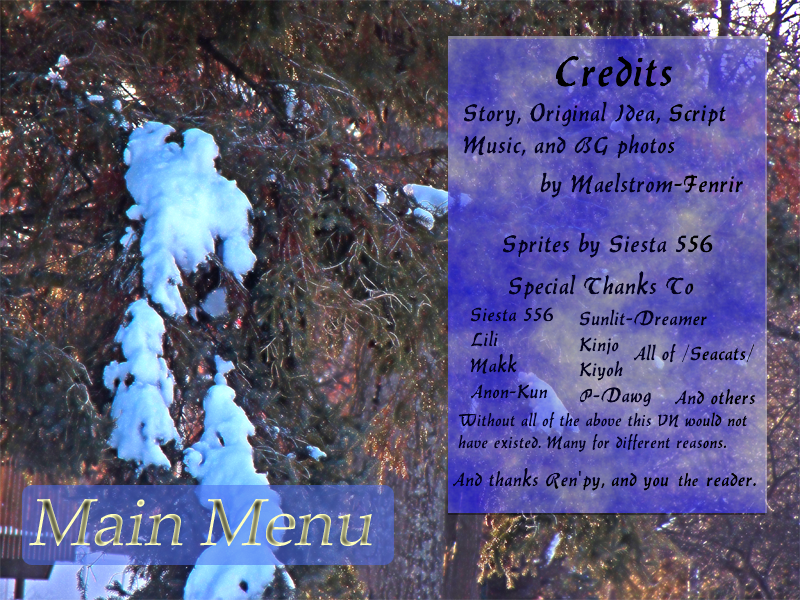 Credits
Story, Original Idea, Script
Music, and BG photos
by Maelstrom-Fenrir
Sprites by Siesta 556
Special Thanks To
Siesta 556
Lili
Makk
Anon-Kun
Sunlit-Dreamer
Kinjo
Kiyoh
P-Dawg
All of /Seacats/
And others
Without all of the above this VN would not
have existed. Many for different reasons.
And thanks Ren'py, and you the reader.
Main Menu